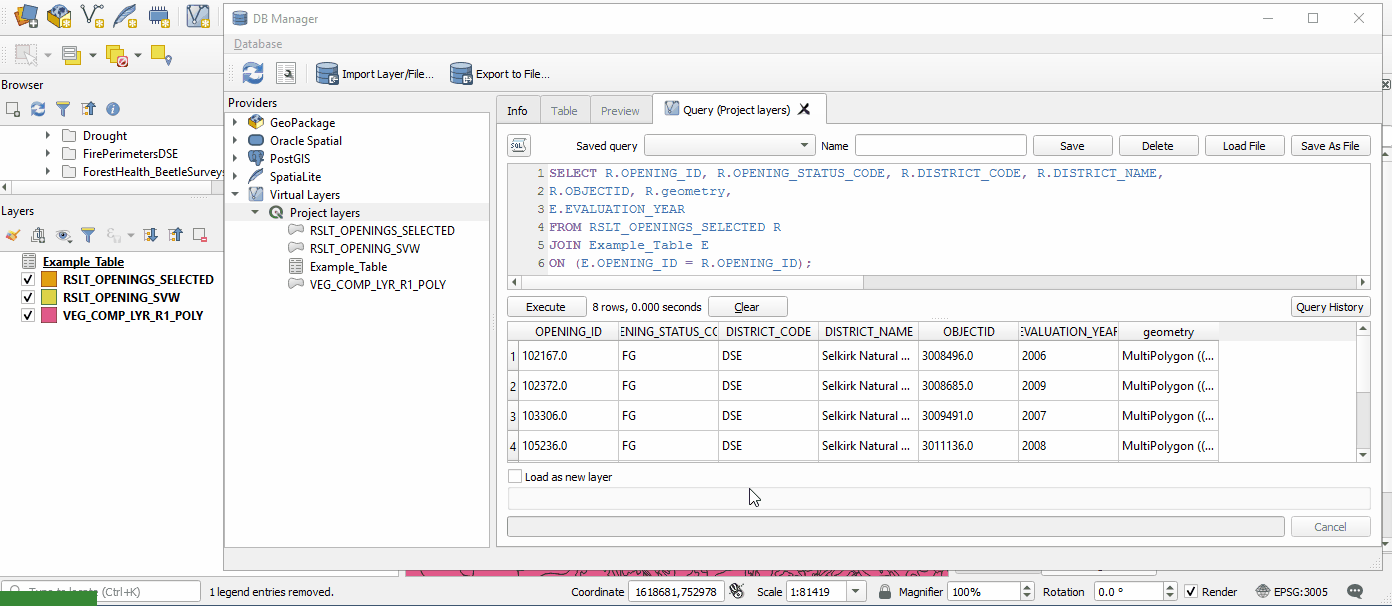 DB Manager
Database
Import Layer/File... Export to File...
Browser
Drought
FirePerimetersDSE
ForestHealth_BeetleSurveys
Layers
Example_Table
RSLT_OPENINGS_SELECTED
RSLT_OPENING_SVW
VEG_COMP_LYR_R1_POLY
Providers
GeoPackage
Oracle Spatial
PostGIS
SpatiaLite
Virtual Layers
Project layers
RSLT_OPENINGS_SELECTED
RSLT_OPENING_SVW
Example_Table
VEG_COMP_LYR_R1_POLY
Info Table Preview Query (Project layers)
SQL Saved query Name Save Delete Load File Save As File
1 SELECT R.OPENING_ID, R.OPENING_STATUS_CODE, R.DISTRICT_CODE, R.DISTRICT_NAME,
2 R.OBJECTID, R.geometry,
3 E.EVALUATION_YEAR
4 FROM RSLT_OPENINGS_SELECTED R
5 JOIN Example_Table E
6 ON (E.OPENING_ID = R.OPENING_ID);
Execute 8 rows, 0.000 seconds Clear Query History
OPENING_ID ENING_STATUS_CO DISTRICT_CODE DISTRICT_NAME OBJECTID EVALUATION_YEAR geometry
1 102167.0 FG DSE Selkirk Natural ... 3008496.0 2006 MultiPolygon ((...
2 102372.0 FG DSE Selkirk Natural ... 3008685.0 2009 MultiPolygon ((...
3 103306.0 FG DSE Selkirk Natural ... 3009491.0 2007 MultiPolygon ((...
4 105236.0 FG DSE Selkirk Natural ... 3011136.0 2008 MultiPolygon ((...
Load as new layer
Cancel
Type to locate (Ctrl+K) 1 legend entries removed. Coordinate 1618681,752978 Scale 1:81419 Magnifier 100% Rotation 0.0 ° Render EPSG:3005